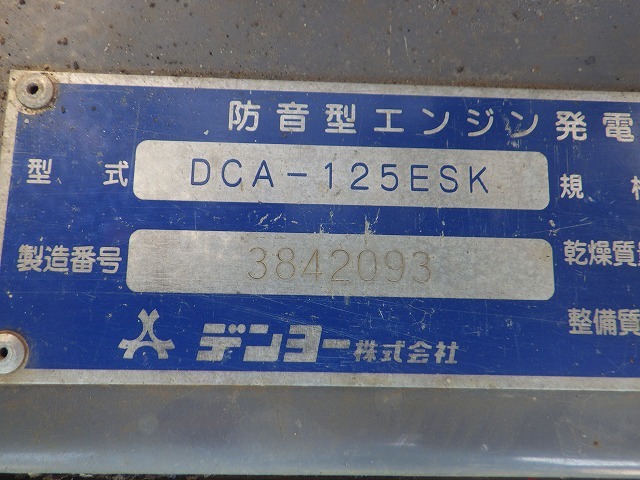 防音型エンジン発電
型式 DCA-125ESK 規
製造番号 3842093 乾燥質
整備質
デンヨー株式会社